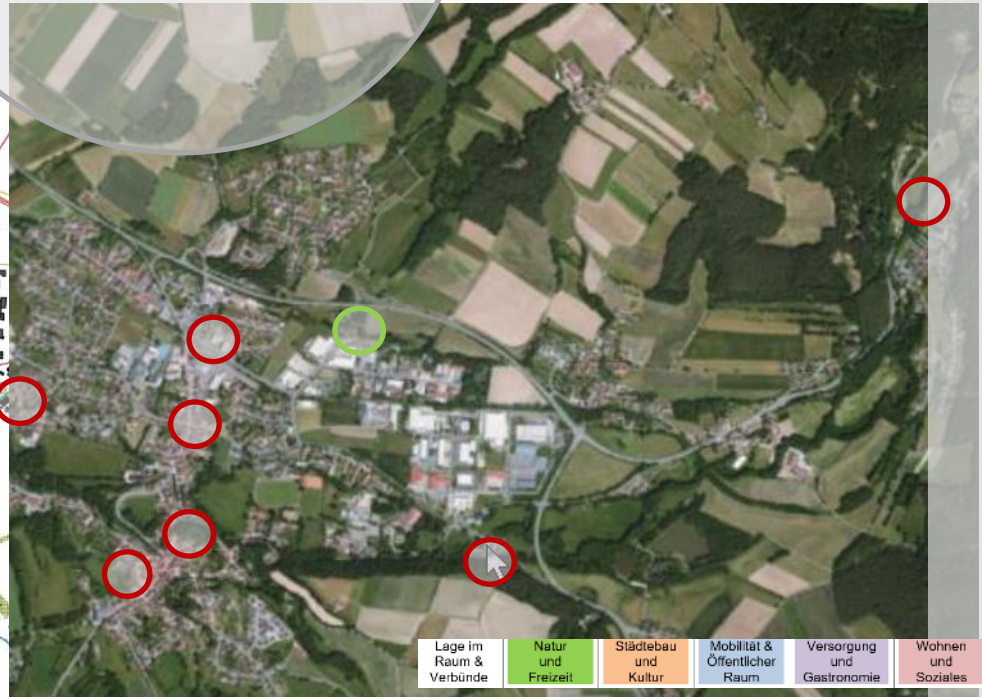 Lage im
Raum &
Verbünde
Natur
und
Freizeit
Städtebau
und
Kultur
Mobilität &
Öffentlicher
Raum
Versorgung
und
Gastronomie
Wohnen
und
Soziales